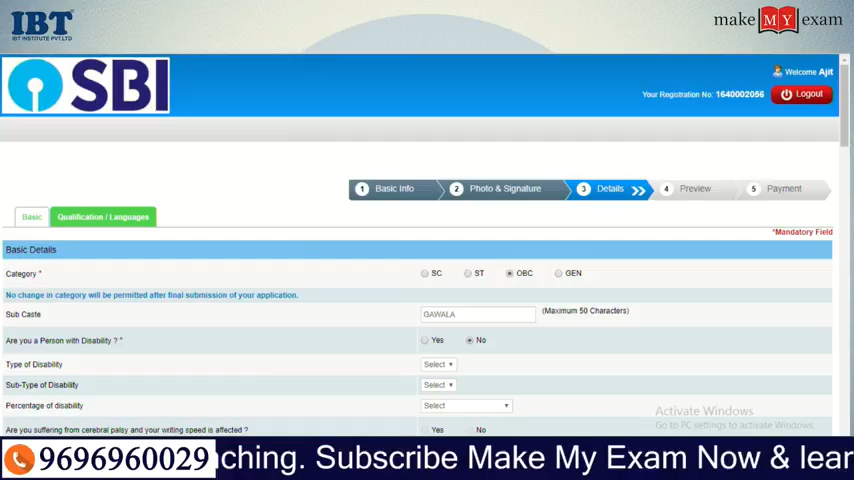 IBT
IBT INSTITUTE PVT.LTD
make MY exam
SBI
Welcome Ajit
Your Registration No: 1640002056
Logout
1 Basic Info
2 Photo & Signature
3 Details
4 Preview
5 Payment
Basic
Qualification / Languages
*Mandatory Field
Basic Details
Category *
SC ST OBC GEN
No change in category will be permitted after final submission of your application.
Sub Caste
GAWALA
(Maximum 50 Characters)
Are you a Person with Disability ? *
Yes No
Type of Disability
Select
Sub-Type of Disability
Select
Percentage of disability
Select
Activate Windows
Go to PC settings to activate Windows.
Are you suffering from cerebral palsy and your writing speed is affected ?
Yes No
9696960029
ching. Subscribe Make My Exam Now & lear